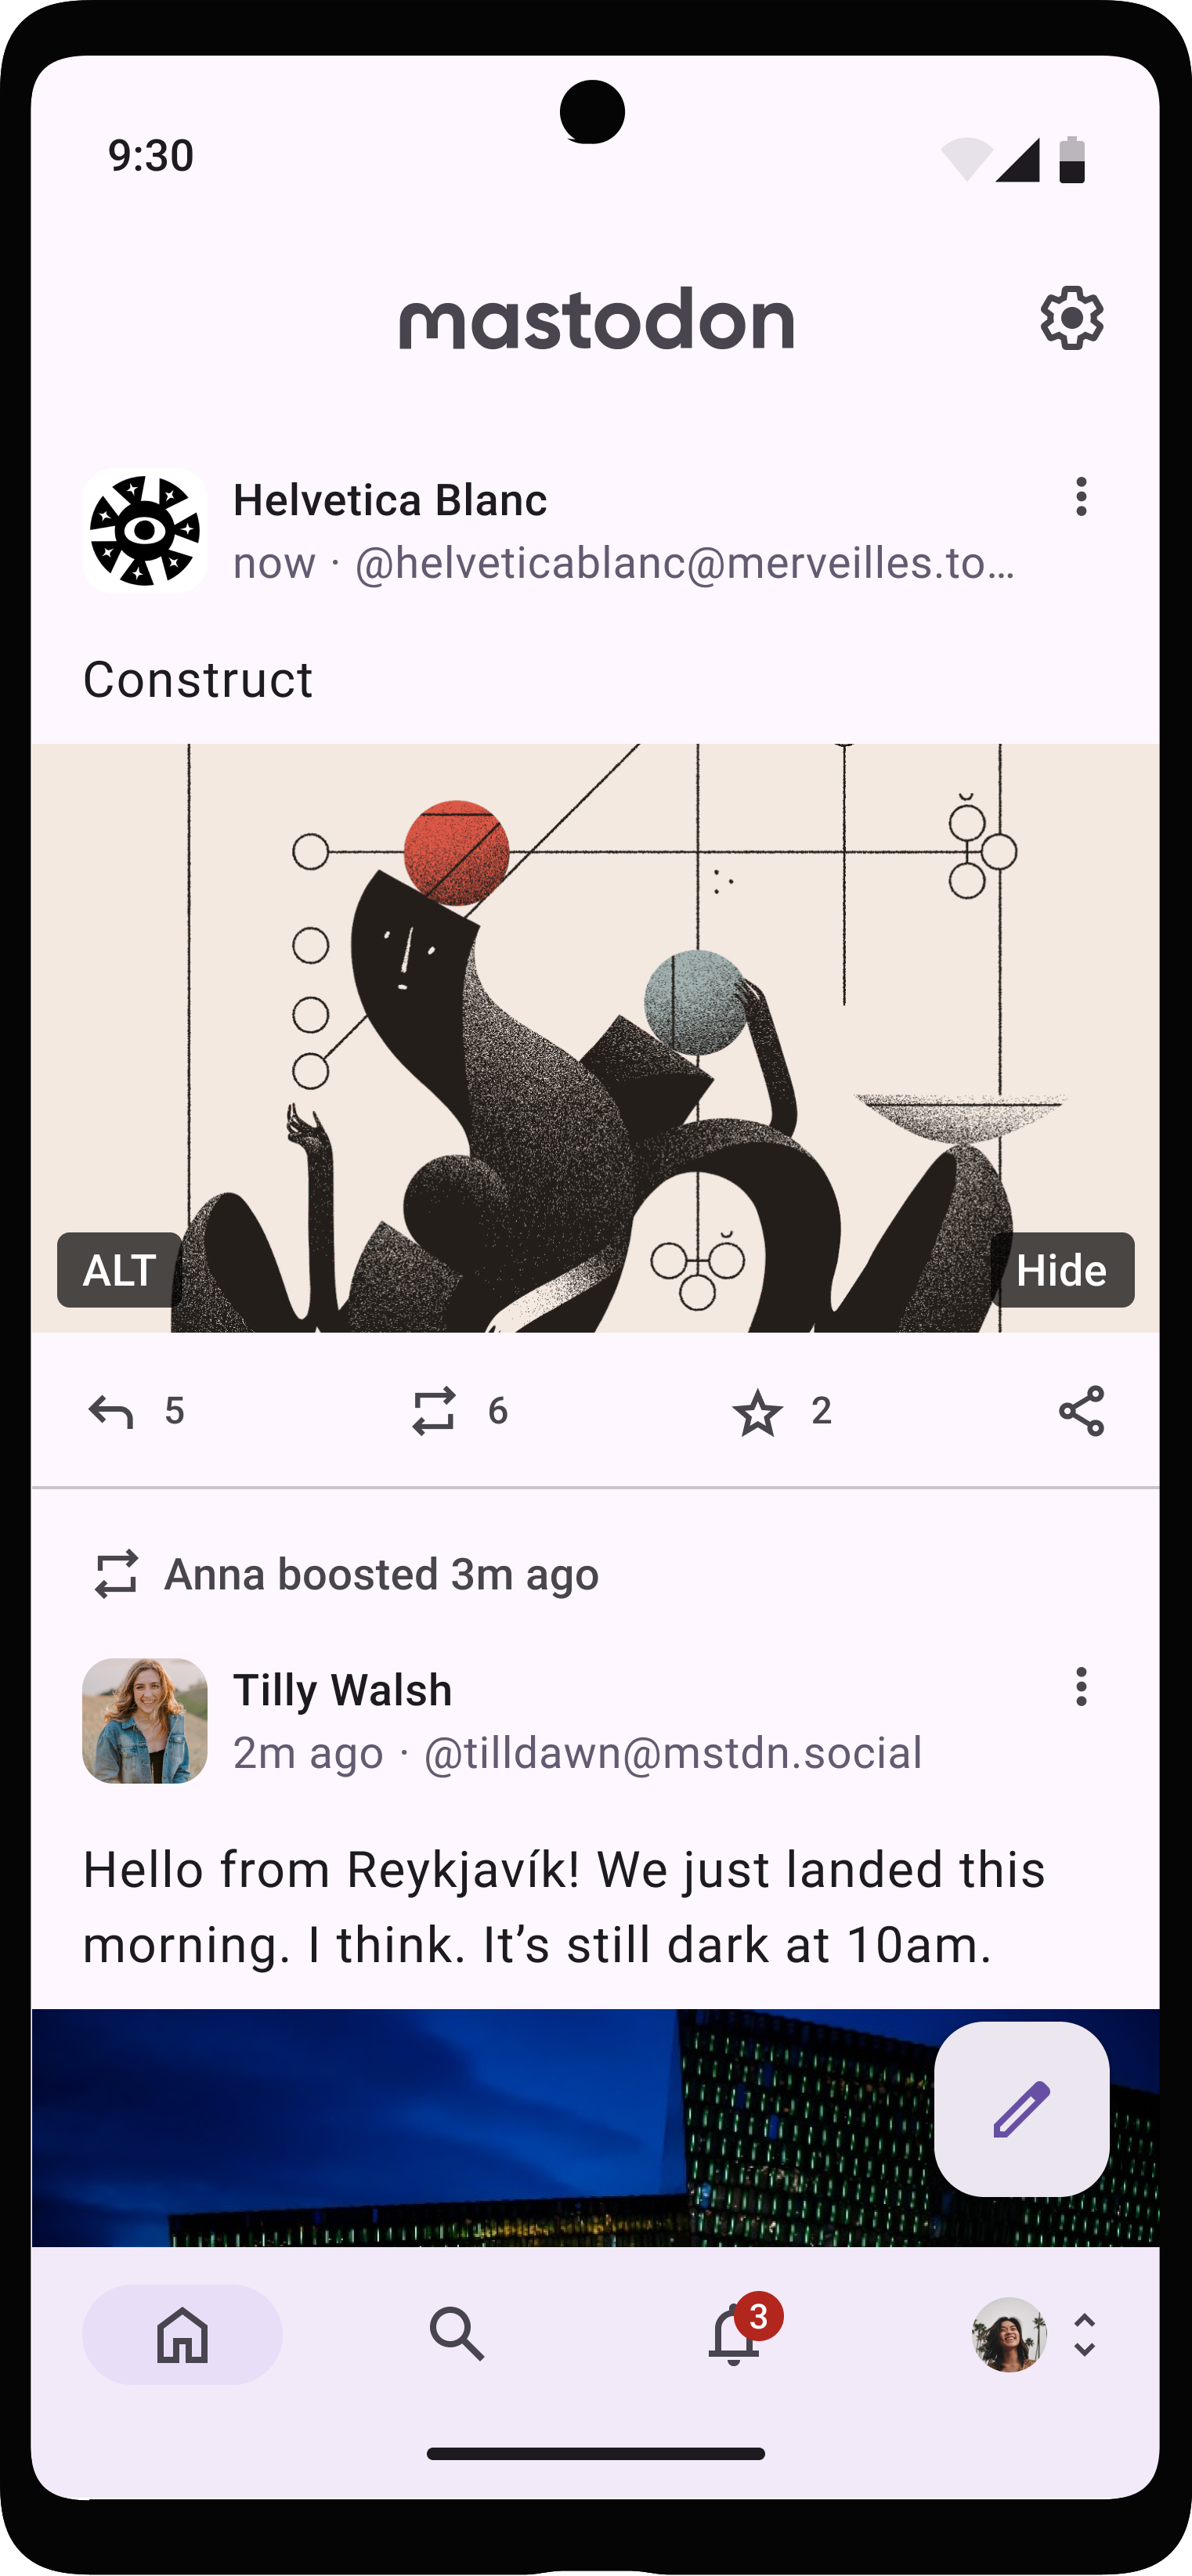 9:30
mastodon
Helvetica Blanc
now · @helveticablanc@merveilles.to…
Construct
ALT
Hide
5
6
2
Anna boosted 3m ago
Tilly Walsh
2m ago · @tilldawn@mstdn.social
Hello from Reykjavík! We just landed this
morning. I think. It’s still dark at 10am.
3